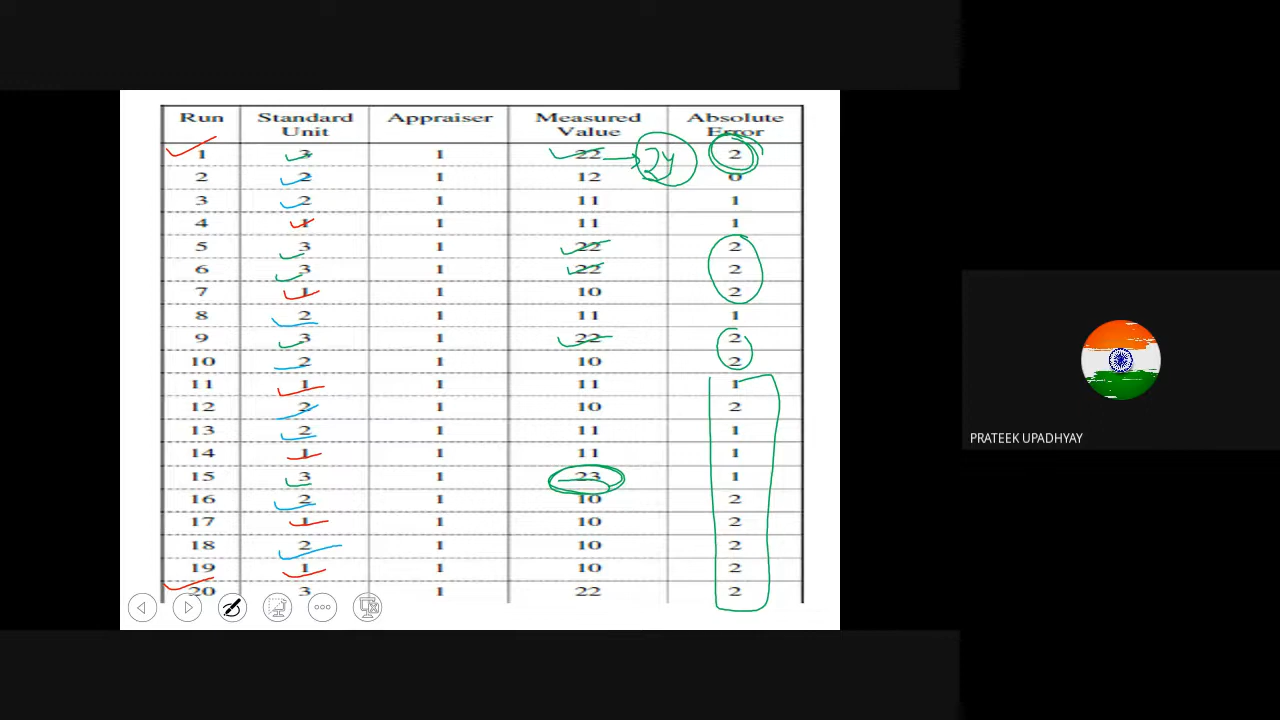 Run Standard Unit Appraiser Measured Value Absolute Error
1 3 1 22 24 2
2 2 1 12 0
3 2 1 11 1
4 1 1 11 1
5 3 1 22 2
6 3 1 22 2
7 1 1 10 2
8 2 1 11 1
9 3 1 22 2
10 2 1 10 2
11 1 1 11 1
12 2 1 10 2
13 2 1 11 1
14 1 1 11 1
15 3 1 23 1
16 2 1 10 2
17 1 1 10 2
18 2 1 10 2
19 1 1 10 2
20 3 1 22 2
PRATEEK UPADHYAY